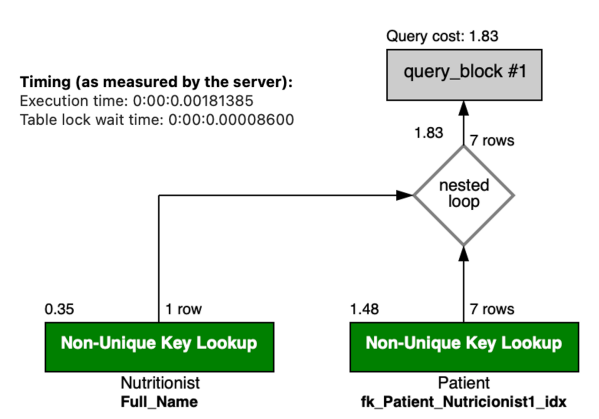 Query cost: 1.83
query_block #1
Timing (as measured by the server):
Execution time: 0:00:0.00181385
Table lock wait time: 0:00:0.00008600
1.83
7 rows
nested
loop
0.35
1 row
1.48
7 rows
Non-Unique Key Lookup
Non-Unique Key Lookup
Nutritionist
Full_Name
Patient
fk_Patient_Nutricionist1_idx